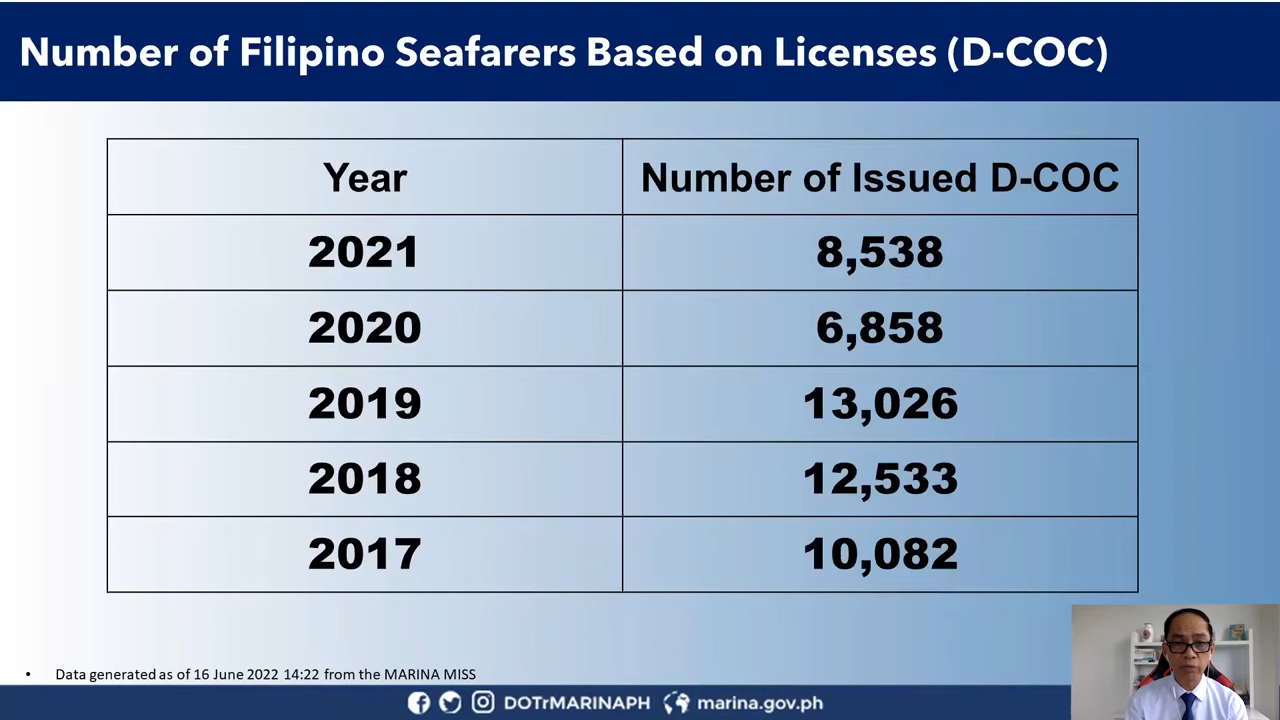 Number of Filipino Seafarers Based on Licenses (D-COC)
Year Number of Issued D-COC
2021 8,538
2020 6,858
2019 13,026
2018 12,533
2017 10,082
• Data generated as of 16 June 2022 14:22 from the MARINA MISS
DOTrMARINAPH marina.gov.ph